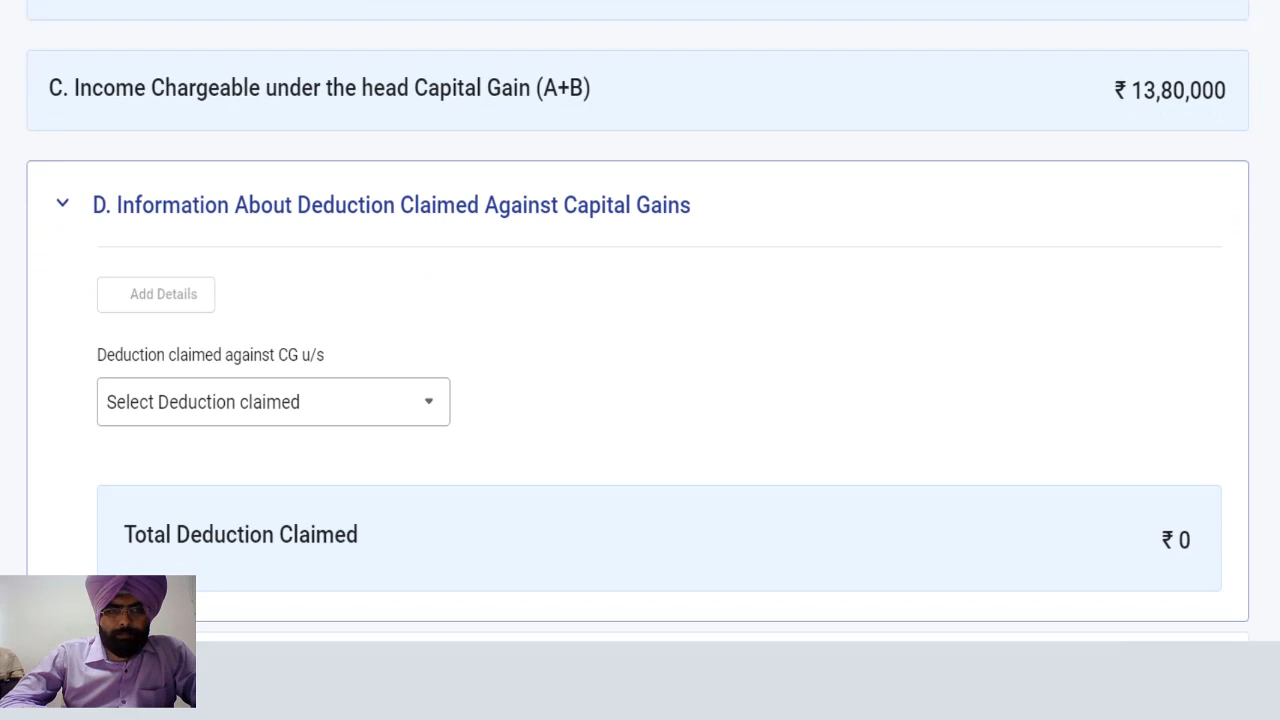 C. Income Chargeable under the head Capital Gain (A+B)
₹ 13,80,000
D. Information About Deduction Claimed Against Capital Gains
Add Details
Deduction claimed against CG u/s
Select Deduction claimed
Total Deduction Claimed
₹ 0